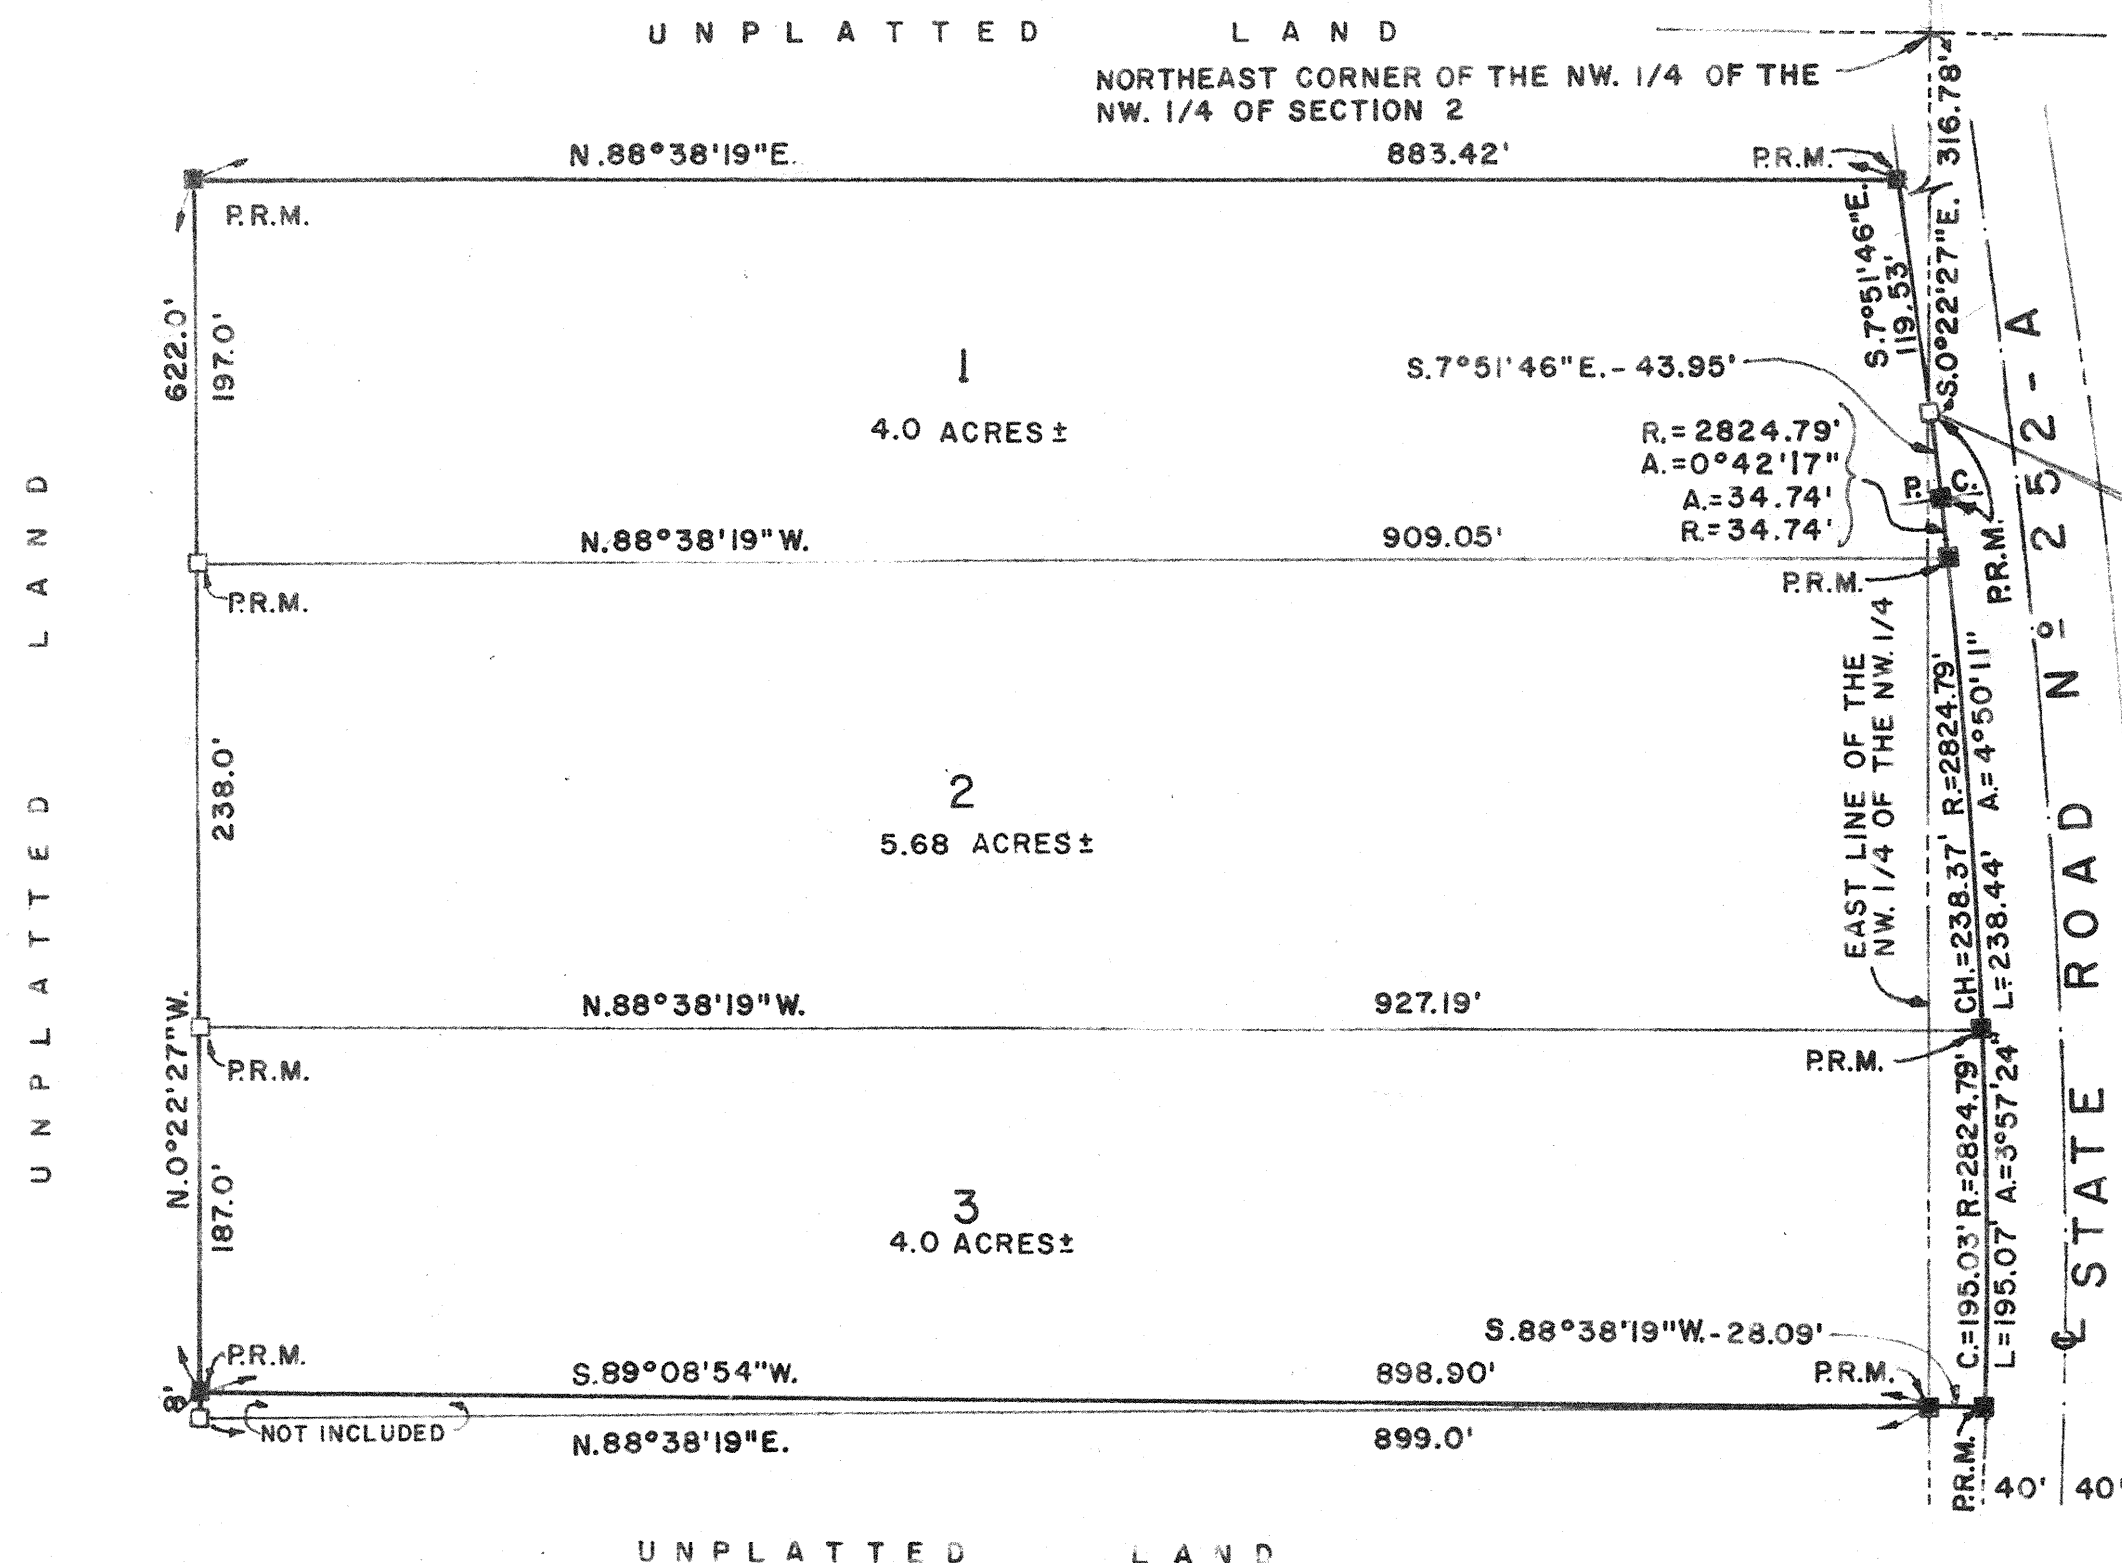 UNPLATTED LAND
NORTHEAST CORNER OF THE NW. 1/4 OF THE
NW. 1/4 OF SECTION 2
N.88°38'19"E. 883.42' P.R.M.
P.R.M.
S.7°51'46"E.
119.53'
S.0°22'27"E. 316.78'
622.0'
197.0'
1
4.0 ACRES±
S.7°51'46"E.-43.95'
R.=2824.79'
A.=0°42'17"
A.=34.74'
R.=34.74'
P. C.
P.R.M.
N.88°38'19"W. 909.05'
P.R.M.
P.R.M.
UNPLATTED LAND
238.0'
2
5.68 ACRES±
EAST LINE OF THE
NW. 1/4 OF THE NW. 1/4
CH.=238.37' R.=2824.79'
L=238.44' A.=4°50'11"
N.88°38'19"W. 927.19'
P.R.M.
P.R.M.
N.0°22'27"W.
187.0'
3
4.0 ACRES±
C.=195.03' R.=2824.79'
L=195.07' A.=3°57'24"
℄ STATE ROAD Nº 252-A
S.88°38'19"W.-28.09'
P.R.M.
S.89°08'54"W. 898.90' P.R.M.
8'
NOT INCLUDED
N.88°38'19"E. 899.0'
P.R.M.
40' 40'
UNPLATTED LAND